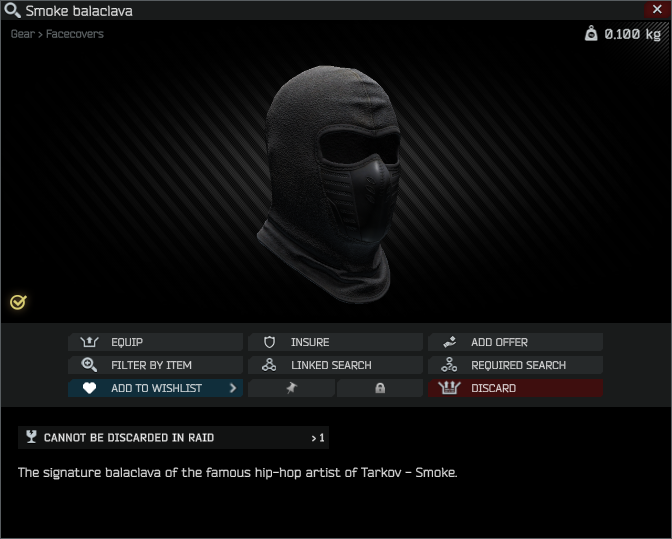 Smoke balaclava
Gear > Facecovers
0.100 kg
EQUIP
INSURE
ADD OFFER
FILTER BY ITEM
LINKED SEARCH
REQUIRED SEARCH
ADD TO WISHLIST
DISCARD
CANNOT BE DISCARDED IN RAID > 1
The signature balaclava of the famous hip-hop artist of Tarkov – Smoke.